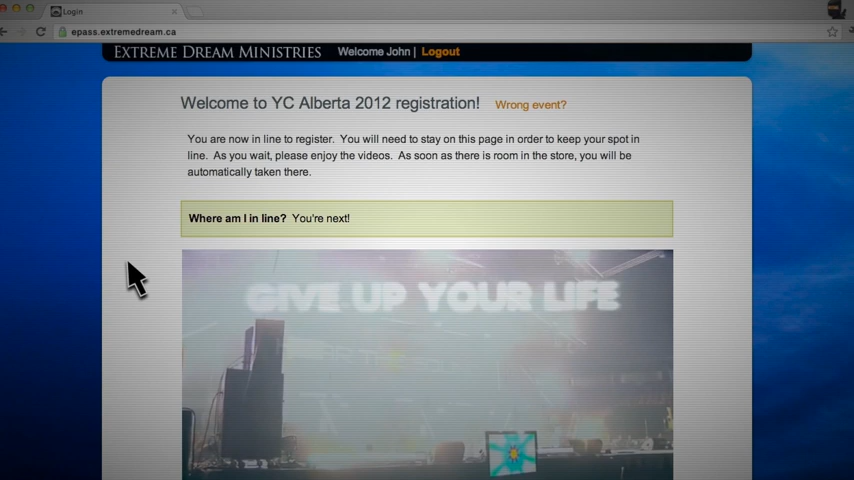 Login
epass.extremedream.ca
EXTREME DREAM MINISTRIES Welcome John | Logout
Welcome to YC Alberta 2012 registration! Wrong event?
You are now in line to register. You will need to stay on this page in order to keep your spot in
line. As you wait, please enjoy the videos. As soon as there is room in the store, you will be
automatically taken there.
Where am I in line? You're next!
GIVE UP YOUR LIFE